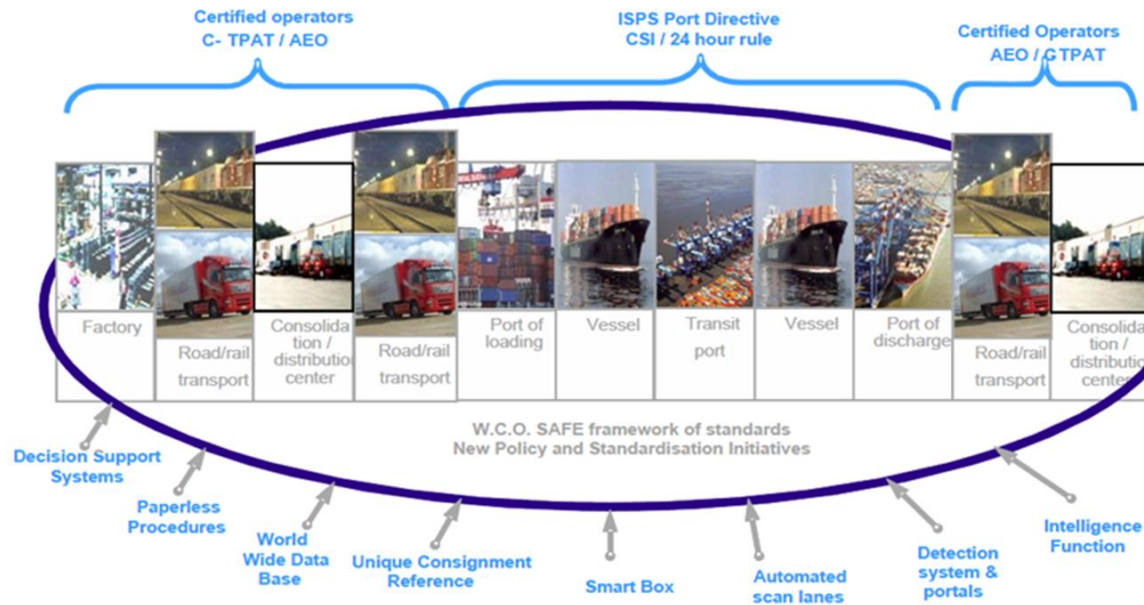 Certified operators
C- TPAT / AEO
ISPS Port Directive
CSI / 24 hour rule
Certified Operators
AEO / CTPAT
Factory
Road/rail
transport
Consolida
tion /
distribution
center
Road/rail
transport
Port of
loading
Vessel
Transit
port
Vessel
Port of
discharge
Road/rail
transport
Consolida
tion /
distribution
center
W.C.O. SAFE framework of standards
New Policy and Standardisation Initiatives
Decision Support
Systems
Paperless
Procedures
World
Wide Data
Base
Unique Consignment
Reference
Smart Box
Automated
scan lanes
Detection
system &
portals
Intelligence
Function